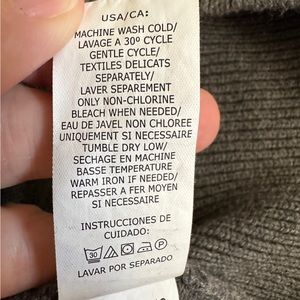 USA/CA:
MACHINE WASH COLD/
LAVAGE A 30º CYCLE
GENTLE CYCLE/
TEXTILES DELICATS
SEPARATELY/
LAVER SEPAREMENT
ONLY NON-CHLORINE
BLEACH WHEN NEEDED/
EAU DE JAVEL NON CHLOREE
UNIQUEMENT SI NECESSAIRE
TUMBLE DRY LOW/
SECHAGE EN MACHINE
BASSE TEMPERATURE
WARM IRON IF NEEDED/
REPASSER A FER MOYEN
SI NECESSAIRE
INSTRUCCIONES DE
CUIDADO:
30
LAVAR POR SEPARADO